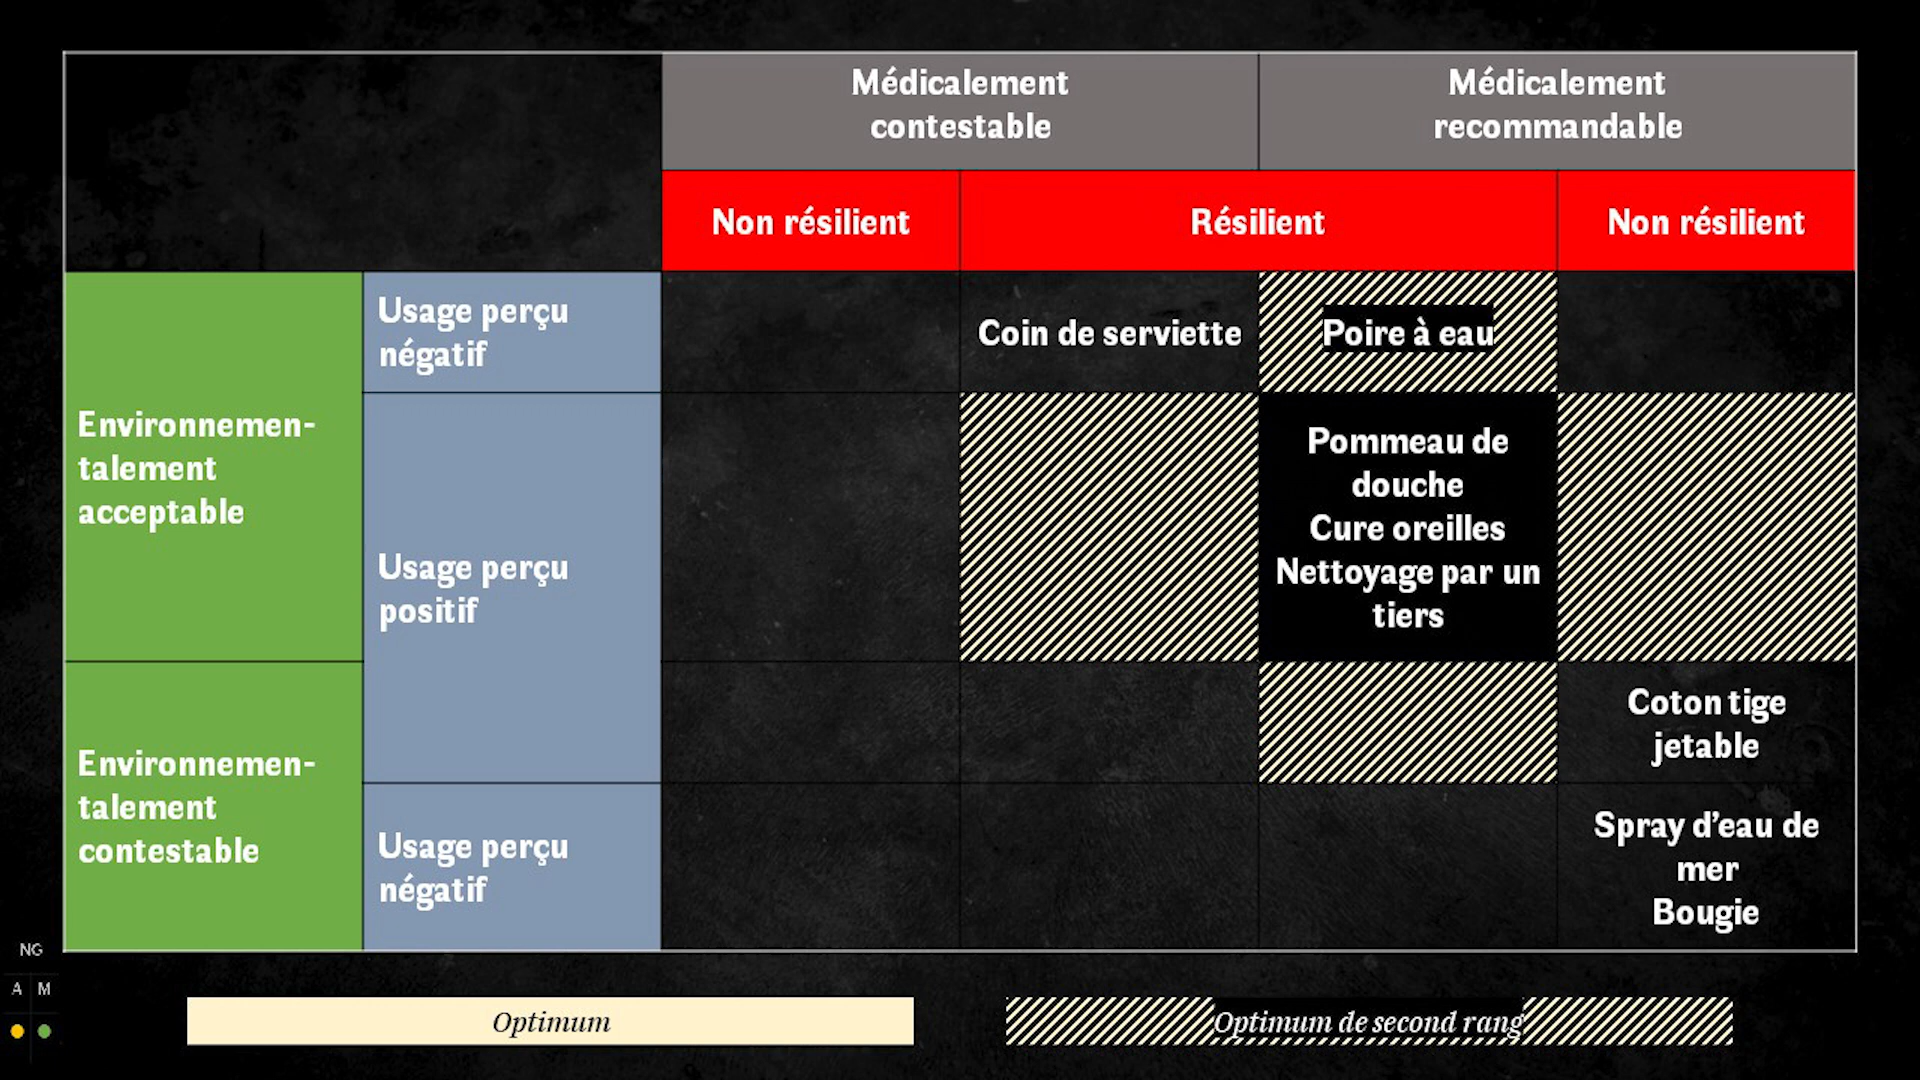 Médicalement
contestable
Médicalement
recommandable
Non résilient
Résilient
Non résilient
Environnemen-
talement
acceptable
Usage perçu
négatif
Coin de serviette
Poire à eau
Usage perçu
positif
Pommeau de
douche
Cure oreilles
Nettoyage par un
tiers
Environnemen-
talement
contestable
Coton tige
jetable
Usage perçu
négatif
Spray d’eau de
mer
Bougie
NG
A M
Optimum
Optimum de second rang